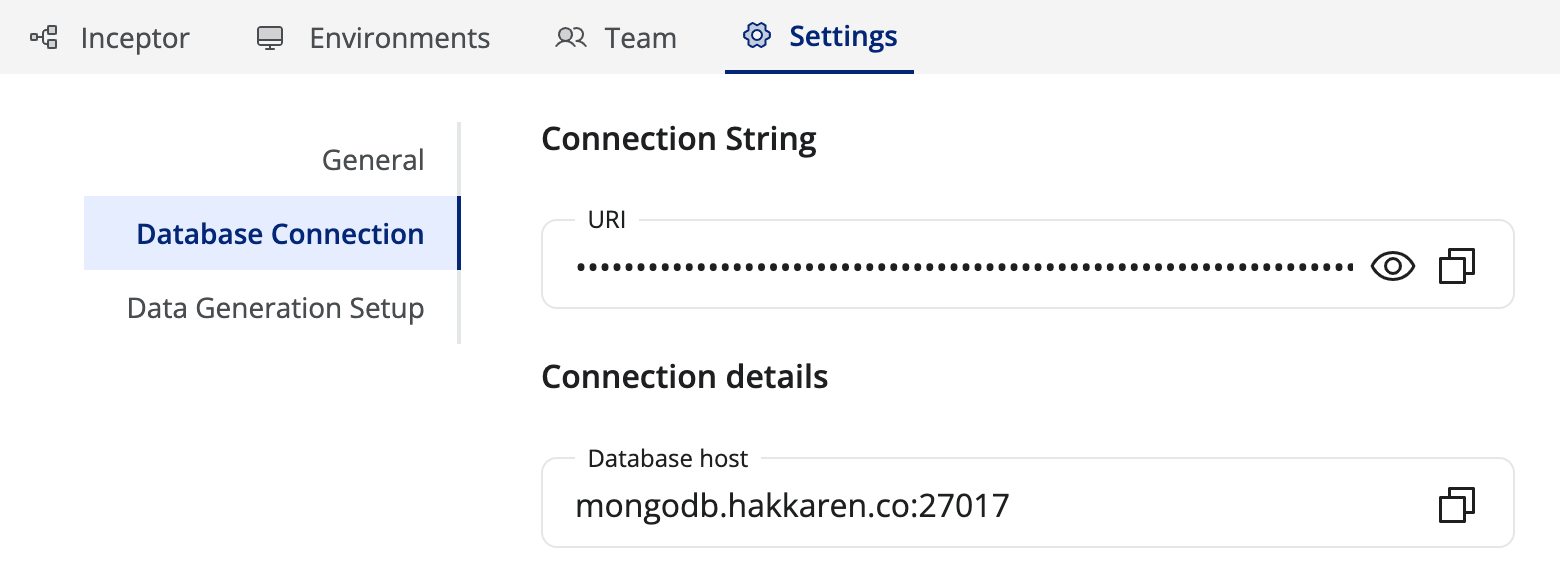 Inceptor Environments Team Settings
General
Database Connection
Data Generation Setup
Connection String
URI
••••••••••••••••••••••••••••••••••••••••••••••••••••••••••••••••
Connection details
Database host
mongodb.hakkaren.co:27017